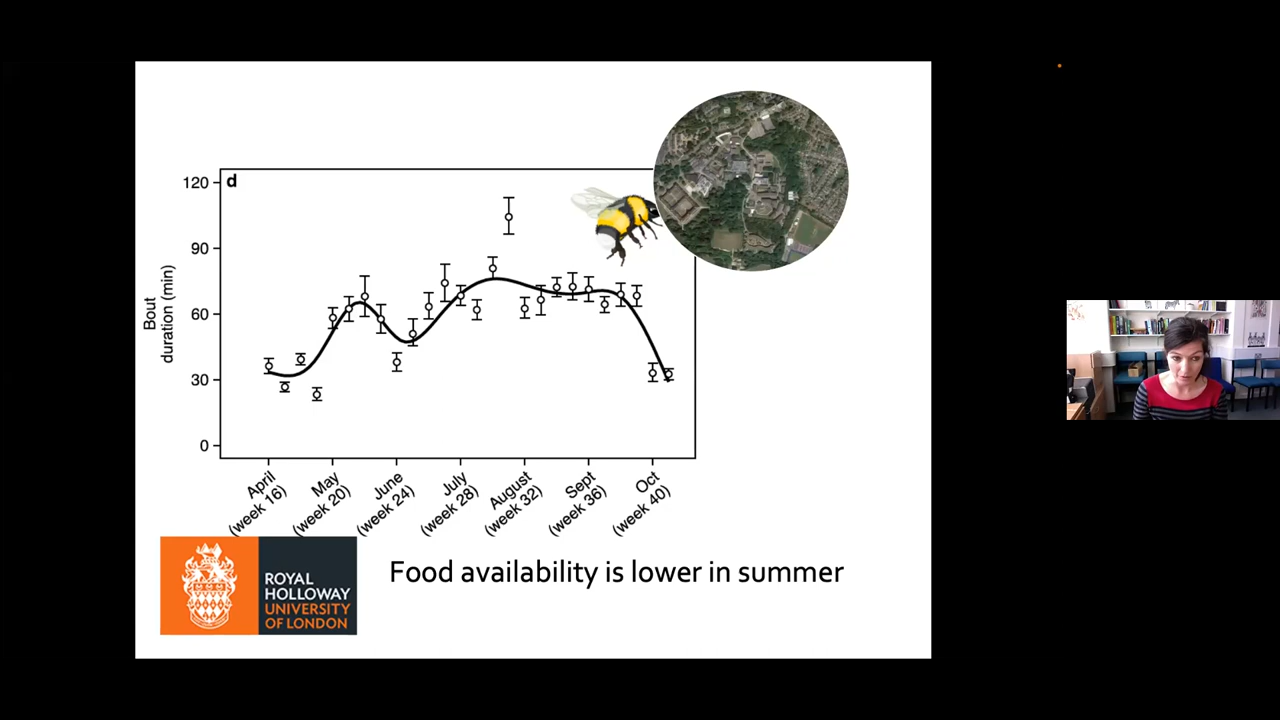 d
120
90
60
30
0
Bout
duration (min)
April
(week 16)
May
(week 20)
June
(week 24)
July
(week 28)
August
(week 32)
Sept
(week 36)
Oct
(week 40)
ROYAL
HOLLOWAY
UNIVERSITY
OF LONDON
Food availability is lower in summer